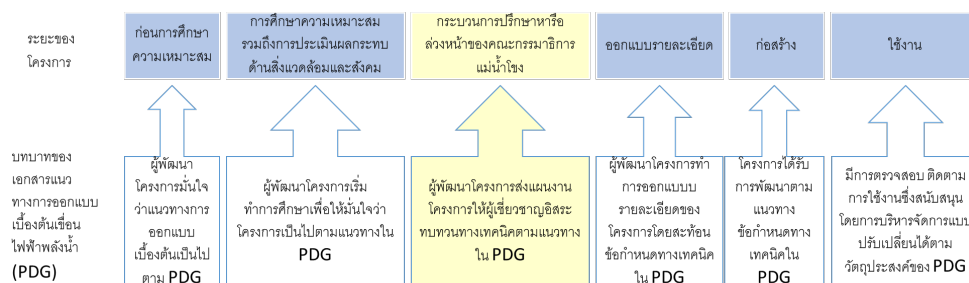 ระยะของ
โครงการ
ก่อนการศึกษา
ความเหมาะสม
การศึกษาความเหมาะสม
รวมถึงการประเมินผลกระทบ
ด้านสิ่งแวดล้อมและสังคม
กระบวนการปรึกษาหารือ
ล่วงหน้าของคณะกรรมาธิการ
แม่น้ำโขง
ออกแบบรายละเอียด
ก่อสร้าง
ใช้งาน
บทบาทของ
เอกสารแนว
ทางการออกแบบ
เบื้องต้นเขื่อน
ไฟฟ้าพลังน้ำ
(PDG)
ผู้พัฒนา
โครงการมั่นใจ
ว่าแนวทางการ
ออกแบบ
เบื้องต้นเป็นไป
ตาม PDG
ผู้พัฒนาโครงการเริ่ม
ทำการศึกษาเพื่อให้มั่นใจว่า
โครงการเป็นไปตามแนวทางใน
PDG
ผู้พัฒนาโครงการส่งแผนงาน
โครงการให้ผู้เชี่ยวชาญอิสระ
ทบทวนทางเทคนิคตามแนวทาง
ใน PDG
ผู้พัฒนาโครงการทำ
การออกแบบบ
รายละเอียดของ
โครงการโดยสะท้อน
ข้อกำหนดทางเทคนิค
ใน PDG
โครงการได้รับ
การพัฒนาตาม
แนวทาง
ข้อกำหนดทาง
เทคนิคใน
PDG
มีการตรวจสอบ ติดตาม
การใช้งานซึ่งสนับสนุน
โดยการบริหารจัดการแบบ
ปรับเปลี่ยนได้ตาม
วัตถุประสงค์ของ PDG